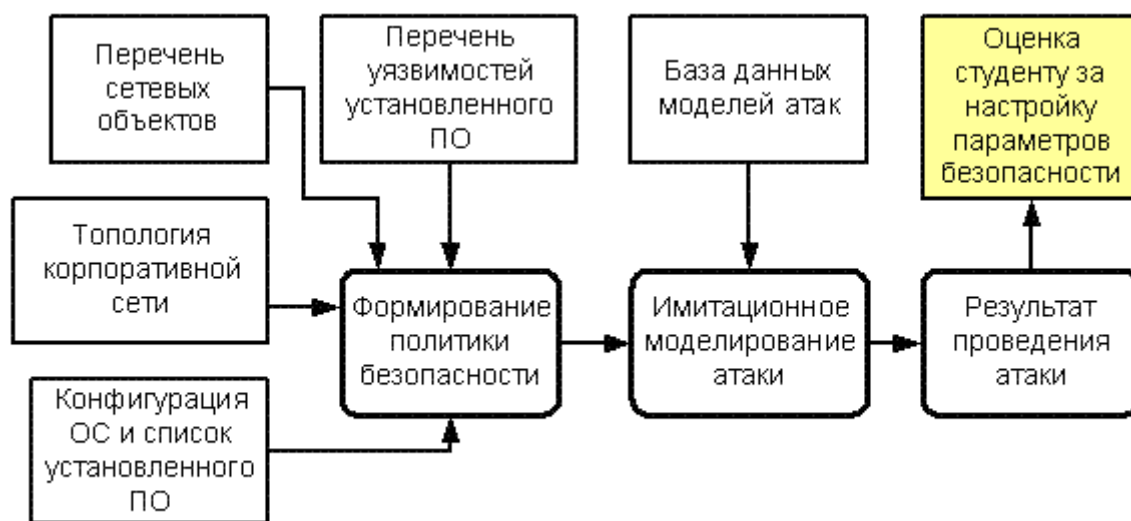 Перечень
сетевых
объектов
Перечень
уязвимостей
установленного
ПО
База данных
моделей атак
Оценка
студенту за
настройку
параметров
безопасности
Топология
корпоративной
сети
Формирование
политики
безопасности
Имитационное
моделирование
атаки
Результат
проведения
атаки
Конфигурация
ОС и список
установленного
ПО